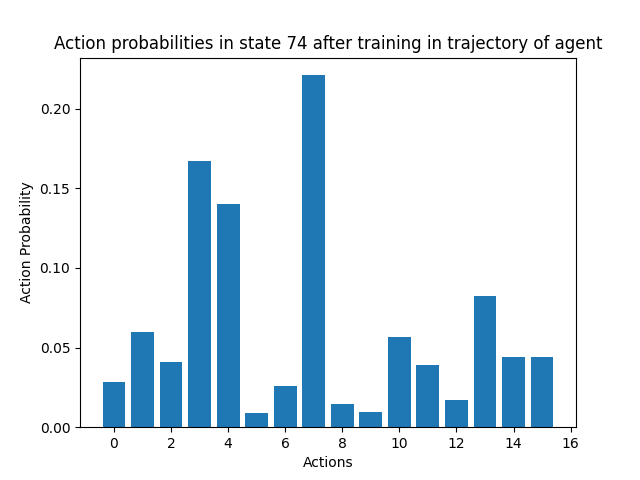 Action probabilities in state 74 after training in trajectory of agent
0.20
0.15
0.10
0.05
0.00
Action Probability
0 2 4 6 8 10 12 14 16
Actions